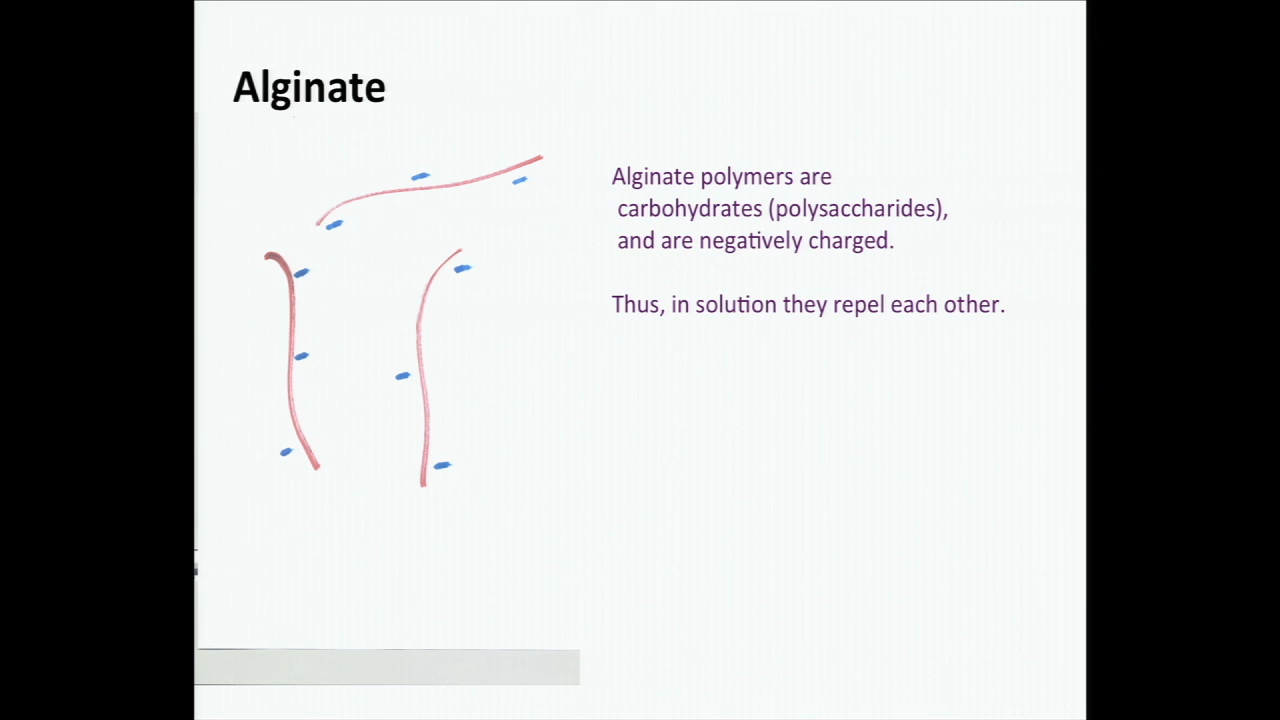 Alginate
Alginate polymers are
carbohydrates (polysaccharides),
and are negatively charged.
Thus, in solution they repel each other.